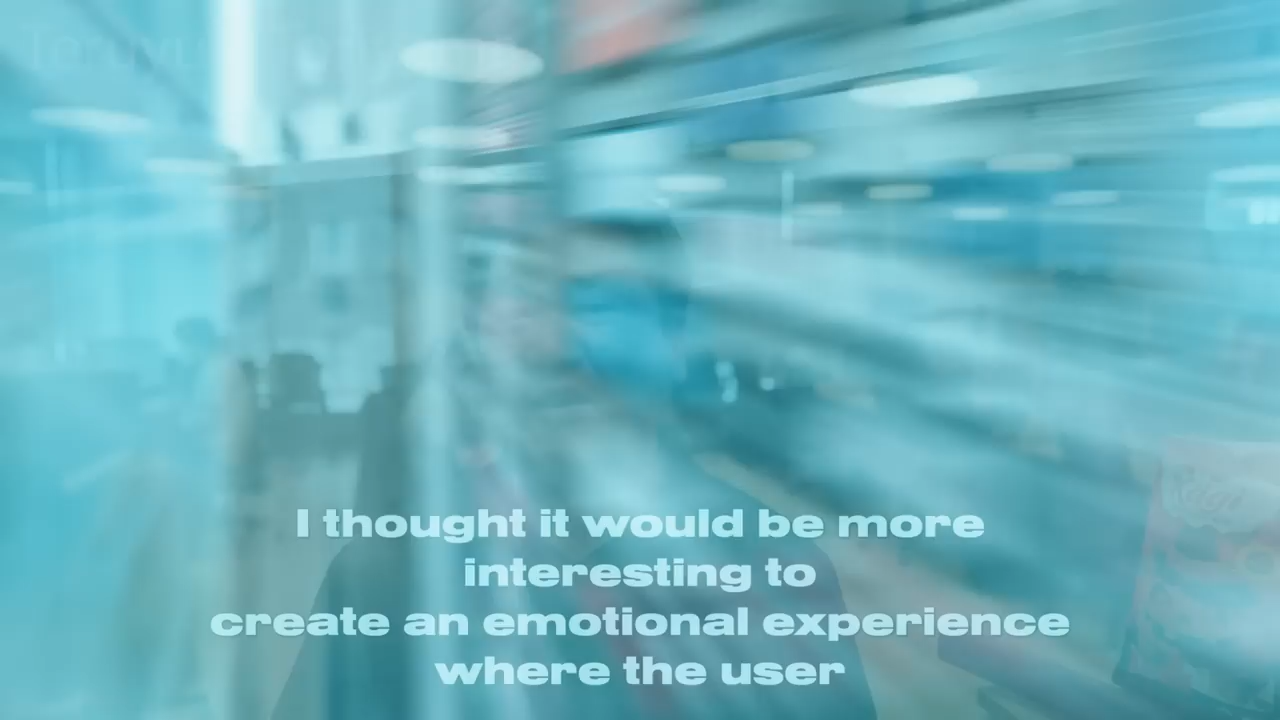 I thought it would be more
interesting to
create an emotional experience
where the user